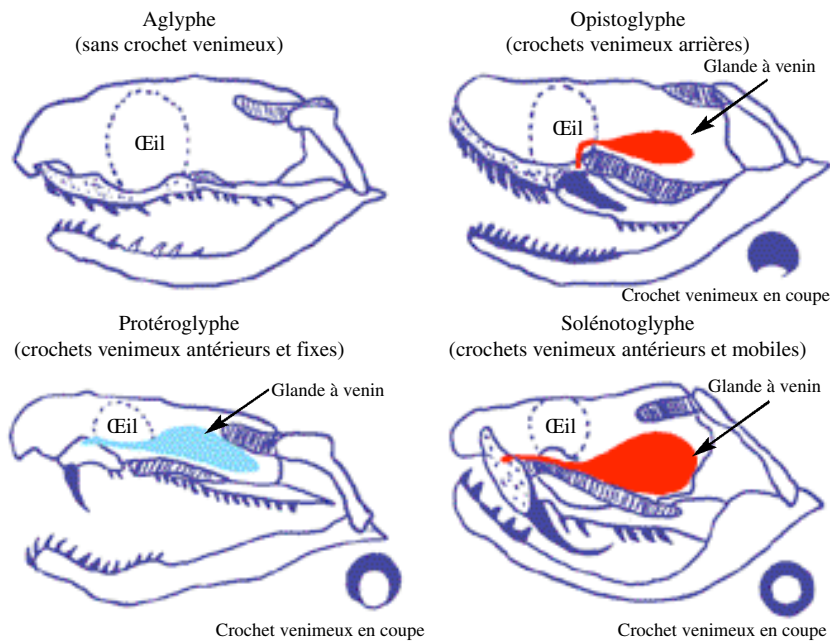 Aglyphe
(sans crochet venimeux)
Œil
Opistoglyphe
(crochets venimeux arrières)
Glande à venin
Œil
Crochet venimeux en coupe
Protéroglyphe
(crochets venimeux antérieurs et fixes)
Glande à venin
Œil
Crochet venimeux en coupe
Solénotoglyphe
(crochets venimeux antérieurs et mobiles)
Glande à venin
Œil
Crochet venimeux en coupe